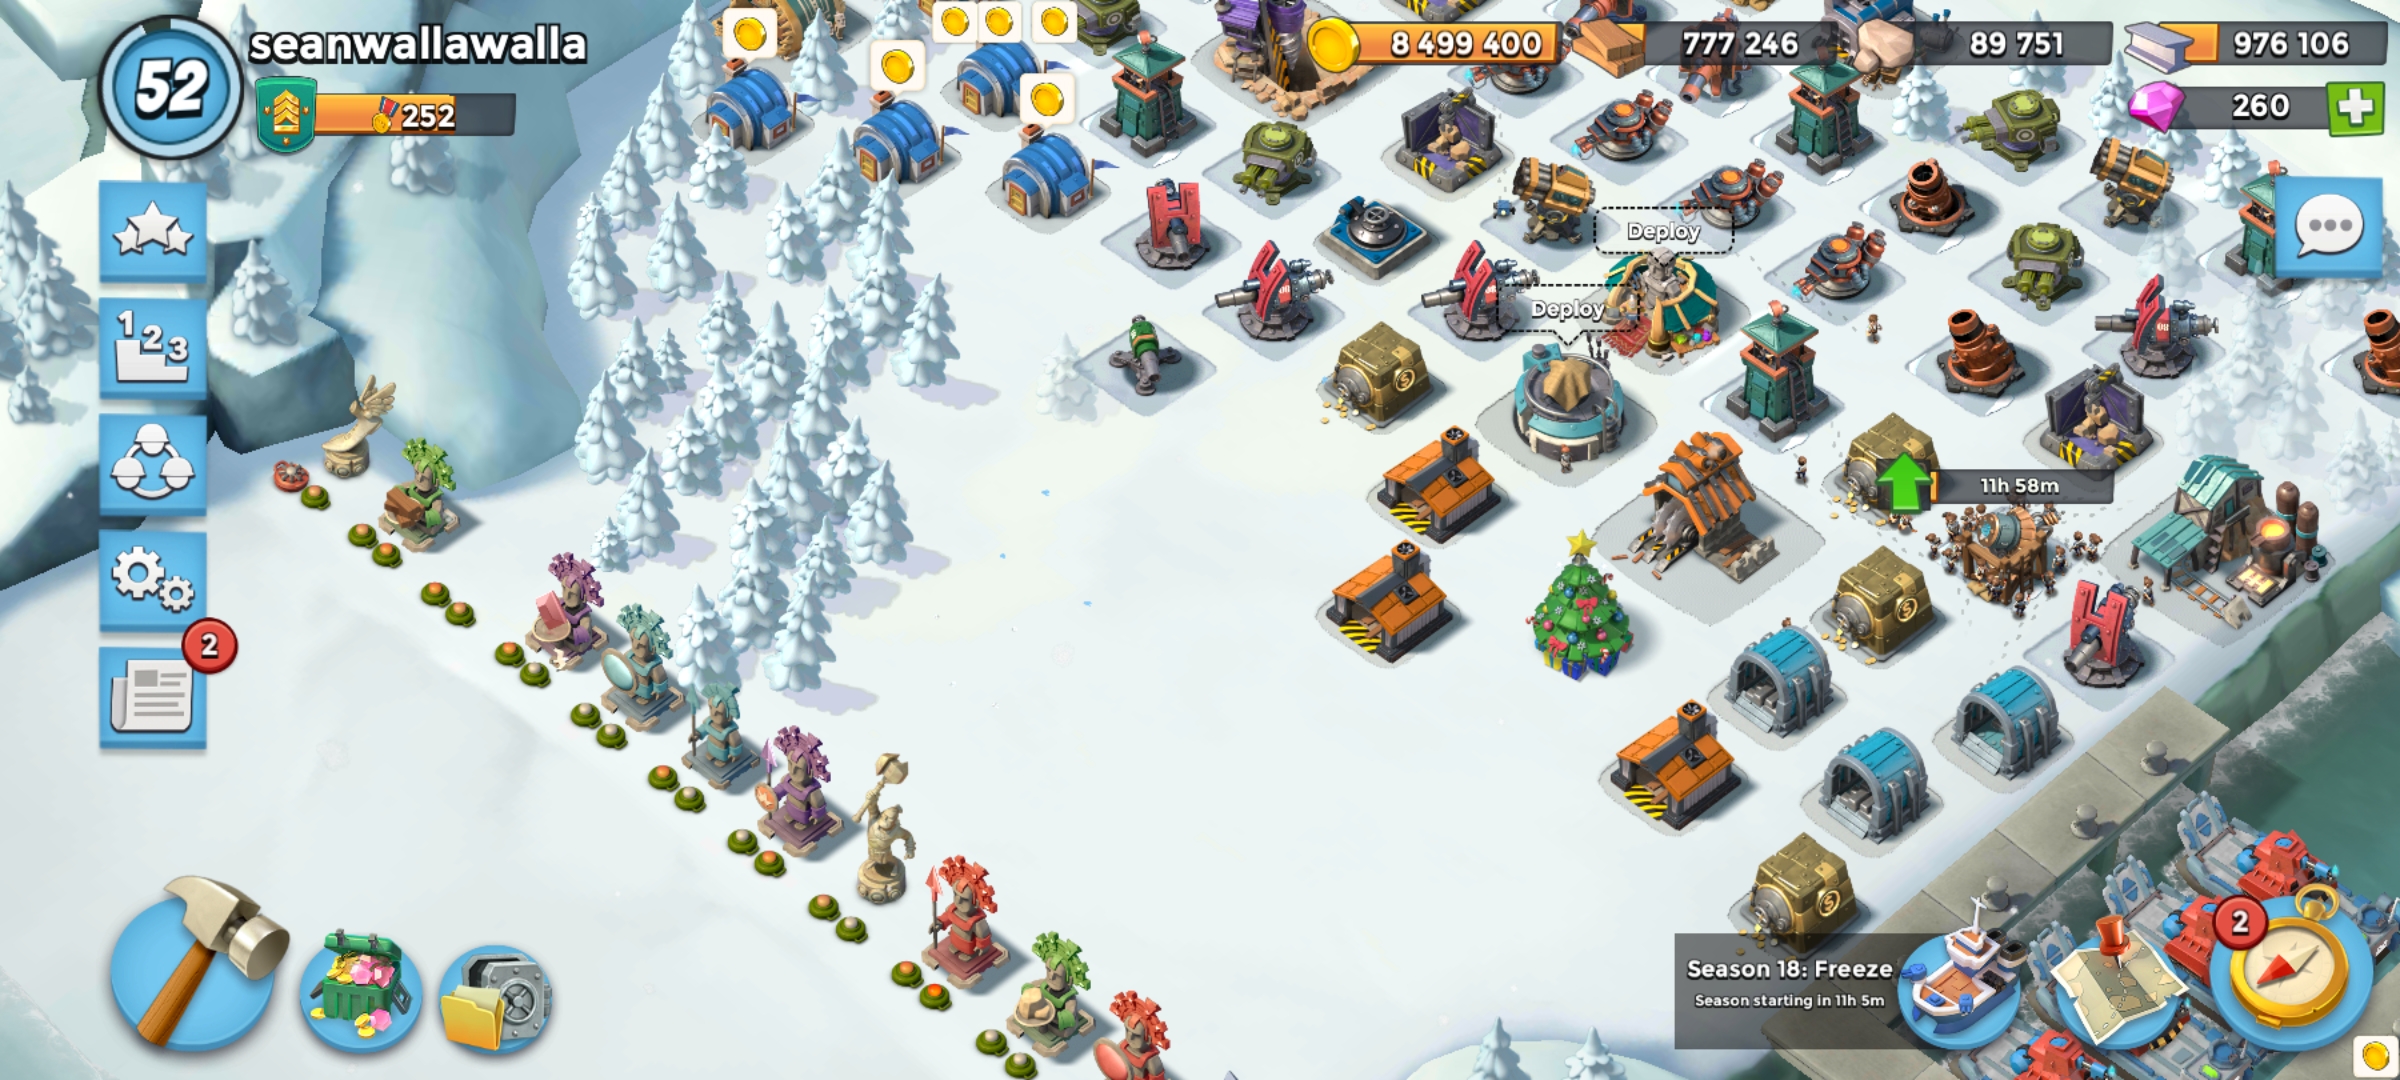 52
seanwallawalla
252
8 499 400
777 246
89 751
976 106
260
1 2 3
2
Deploy
Deploy
11h 58m
Season 18: Freeze
Season starting in 11h 5m
2